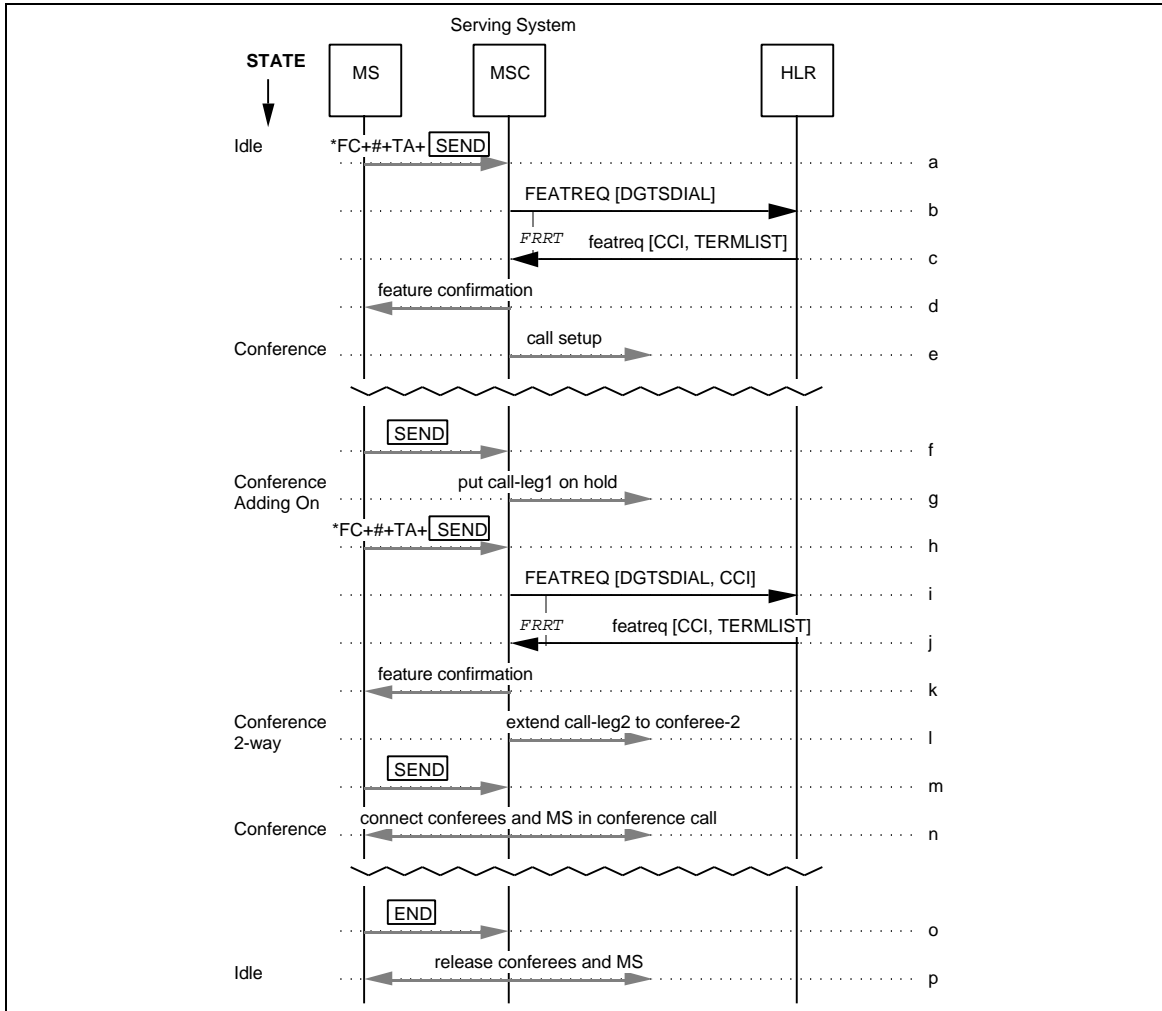 Serving System
STATE
MS
MSC
HLR
Idle
*FC+#+TA+ SEND
a
FEATREQ [DGTSDIAL]
b
FRRT
featreq [CCI, TERMLIST]
c
feature confirmation
d
Conference
call setup
e
SEND
f
Conference
Adding On
put call-leg1 on hold
g
*FC+#+TA+ SEND
h
FEATREQ [DGTSDIAL, CCI]
i
FRRT
featreq [CCI, TERMLIST]
j
feature confirmation
k
Conference
2-way
extend call-leg2 to conferee-2
l
SEND
m
Conference
connect conferees and MS in conference call
n
END
o
Idle
release conferees and MS
p